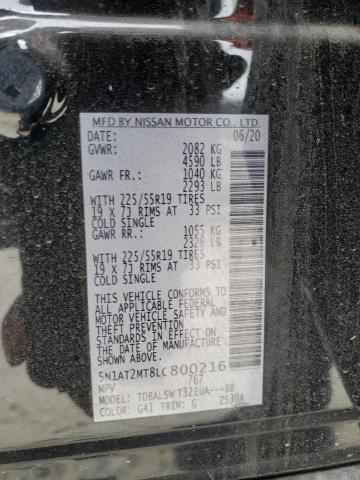 MFD BY NISSAN MOTOR CO., LTD.
DATE: 06/20
GVWR: 2082 KG
4590 LB
GAWR FR.: 1040 KG
2293 LB
WITH 225/55R19 TIRES
19 X 7J RIMS AT 33 PSI
COLD SINGLE
GAWR RR.: 1055 KG
2326 LB
WITH 225/55R19 TIRES
19 X 7J RIMS AT 33 PSI
COLD SINGLE
THIS VEHICLE CONFORMS TO
ALL APPLICABLE FEDERAL
MOTOR VEHICLE SAFETY AND
THEFT PREVENTION
STANDARDS IN EFFECT ON
THE DATE OF MANUFACTURE
SHOWN ABOVE.
5N1AT2MT8LC800216
MPV 767
MODEL: TDBALSWT32EUA---BB
COLOR: G41 TRIM: G ZS30A